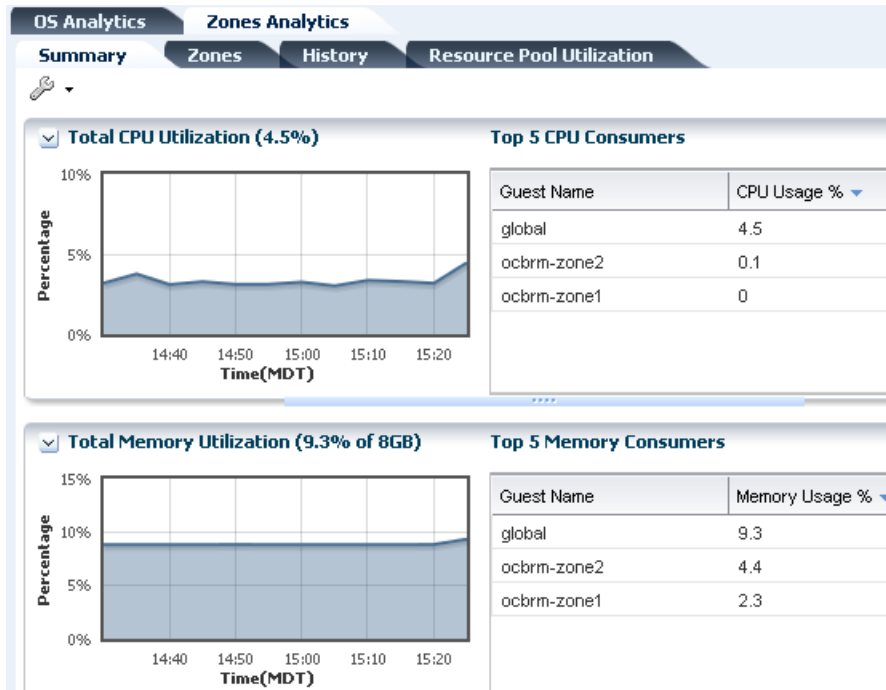 OS Analytics Zones Analytics
Summary Zones History Resource Pool Utilization
Total CPU Utilization (4.5%)
10%
5%
0%
Percentage
14:40 14:50 15:00 15:10 15:20
Time(MDT)
Top 5 CPU Consumers
Guest Name CPU Usage %
global 4.5
ocbrm-zone2 0.1
ocbrm-zone1 0
Total Memory Utilization (9.3% of 8GB)
15%
10%
5%
0%
Percentage
14:40 14:50 15:00 15:10 15:20
Time(MDT)
Top 5 Memory Consumers
Guest Name Memory Usage %
global 9.3
ocbrm-zone2 4.4
ocbrm-zone1 2.3